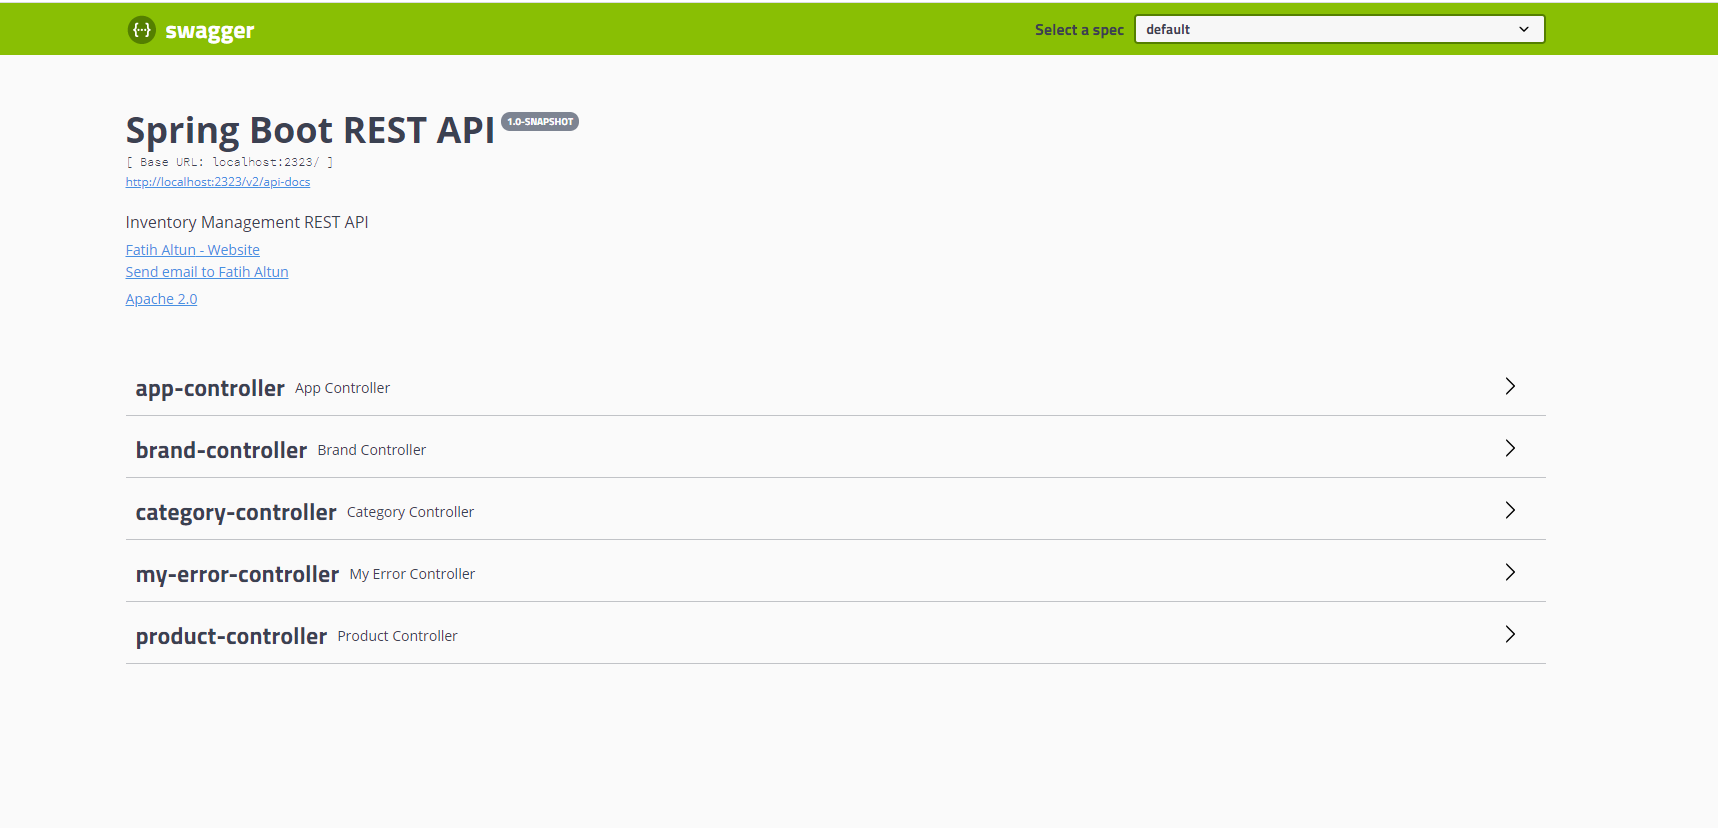 {···} swagger Select a spec default
Spring Boot REST API 1.0-SNAPSHOT
[ Base URL: localhost:2323/ ]
http://localhost:2323/v2/api-docs
Inventory Management REST API
Fatih Altun - Website
Send email to Fatih Altun
Apache 2.0
app-controller App Controller
brand-controller Brand Controller
category-controller Category Controller
my-error-controller My Error Controller
product-controller Product Controller